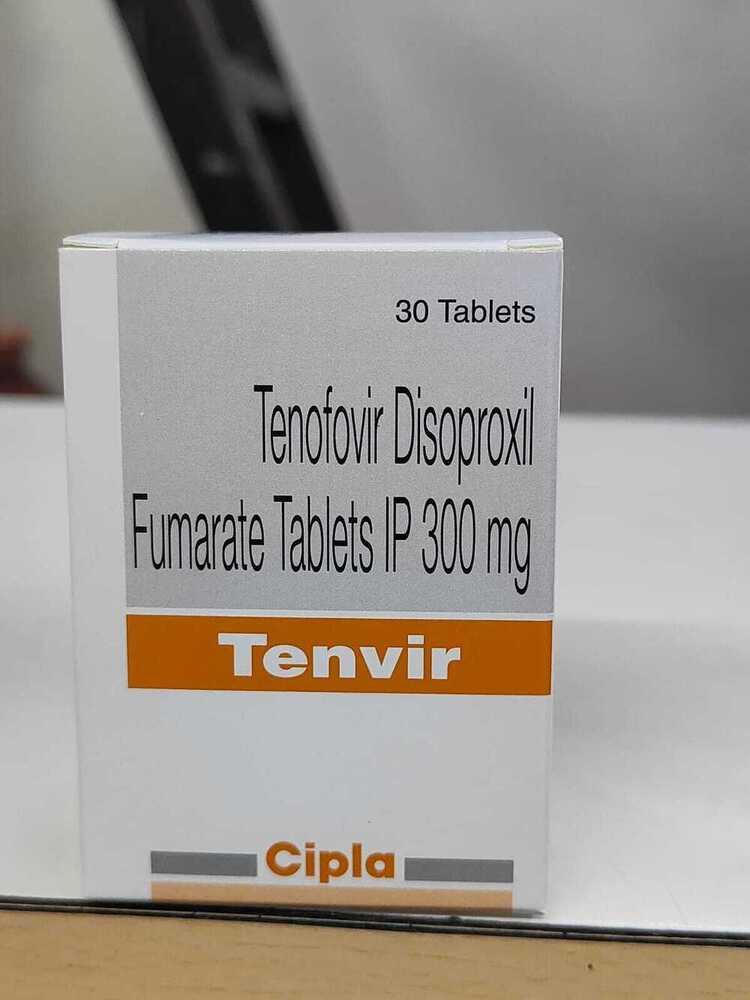 30 Tablets
Tenofovir Disoproxil
Fumarate Tablets IP 300 mg
Tenvir
Cipla